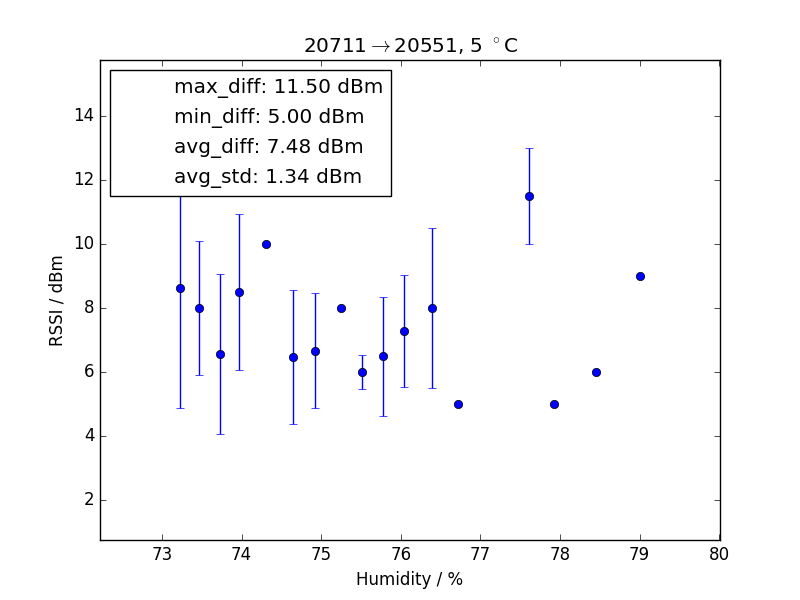 20711→20551, 5 °C
max_diff: 11.50 dBm
min_diff: 5.00 dBm
avg_diff: 7.48 dBm
avg_std: 1.34 dBm
RSSI / dBm
14
12
10
8
6
4
2
73 74 75 76 77 78 79 80
Humidity / %